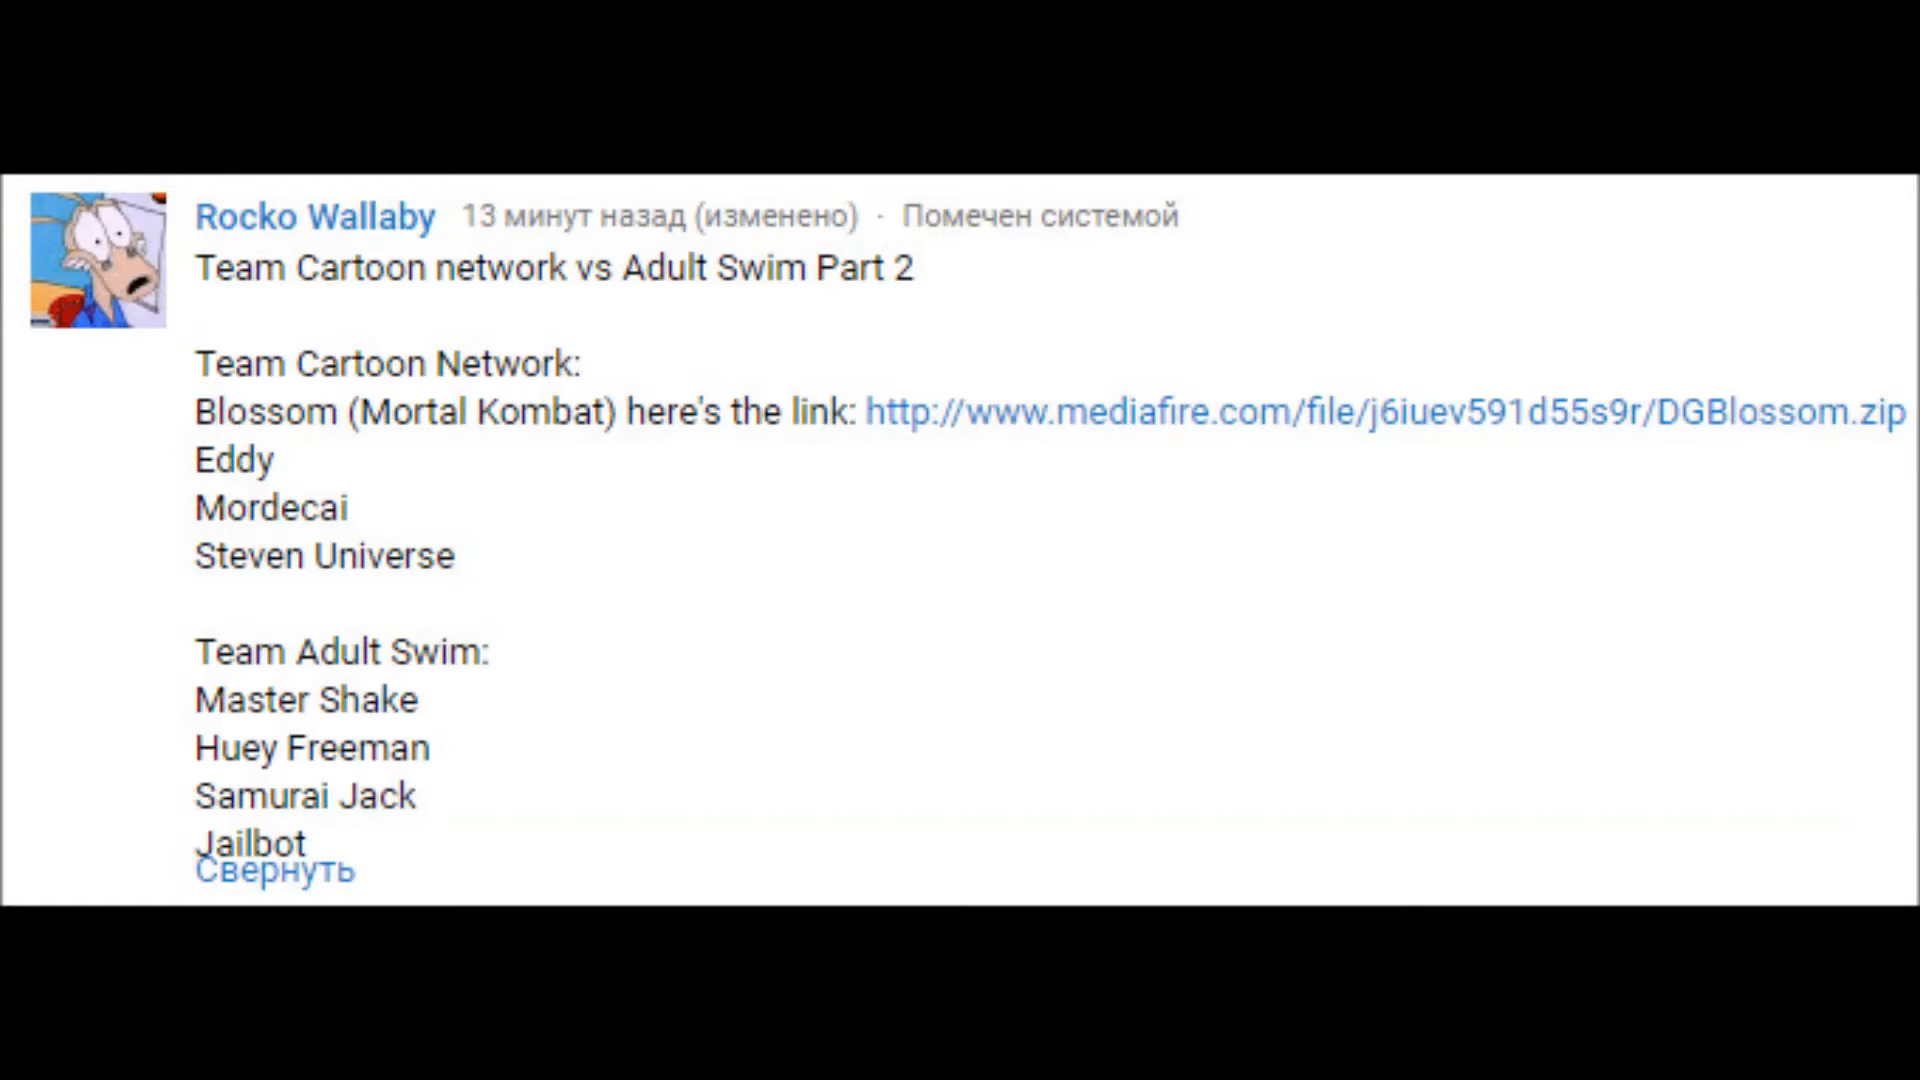 Rocko Wallaby 13 минут назад (изменено) · Помечен системой
Team Cartoon network vs Adult Swim Part 2
Team Cartoon Network:
Blossom (Mortal Kombat) here's the link: http://www.mediafire.com/file/j6iuev591d55s9r/DGBlossom.zip
Eddy
Mordecai
Steven Universe
Team Adult Swim:
Master Shake
Huey Freeman
Samurai Jack
Jailbot
Свернуть